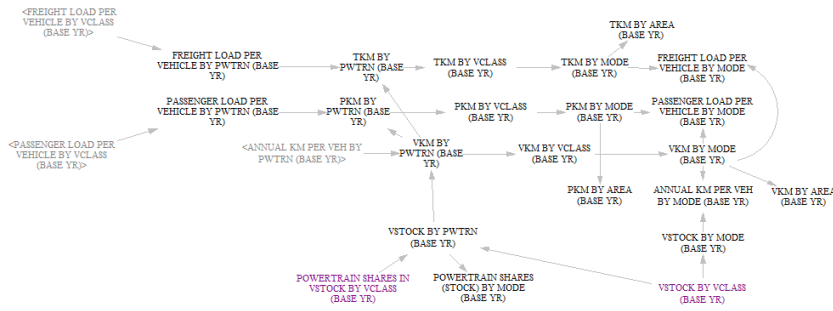 <FREIGHT LOAD PER
VEHICLE BY VCLASS
(BASE YR)>
TKM BY AREA
(BASE YR)
FREIGHT LOAD PER
VEHICLE BY PWTRN (BASE
YR)
TKM BY
PWTRN (BASE
YR)
TKM BY VCLASS
(BASE YR)
TKM BY MODE
(BASE YR)
FREIGHT LOAD PER
VEHICLE BY MODE
(BASE YR)
PASSENGER LOAD PER
VEHICLE BY PWTRN (BASE
YR)
PKM BY
PWTRN (BASE
YR)
PKM BY VCLASS
(BASE YR)
PKM BY MODE
(BASE YR)
PASSENGER LOAD PER
VEHICLE BY MODE
(BASE YR)
<PASSENGER LOAD PER
VEHICLE BY VCLASS
(BASE YR)>
<ANNUAL KM PER VEH BY
PWTRN (BASE YR)>
VKM BY
PWTRN (BASE
YR)
VKM BY VCLASS
(BASE YR)
VKM BY MODE
(BASE YR)
PKM BY AREA
(BASE YR)
ANNUAL KM PER VEH
BY MODE (BASE YR)
VKM BY AREA
(BASE YR)
VSTOCK BY PWTRN
(BASE YR)
VSTOCK BY MODE
(BASE YR)
POWERTRAIN SHARES IN
VSTOCK BY VCLASS
(BASE YR)
POWERTRAIN SHARES
(STOCK) BY MODE
(BASE YR)
VSTOCK BY VCLASS
(BASE YR)